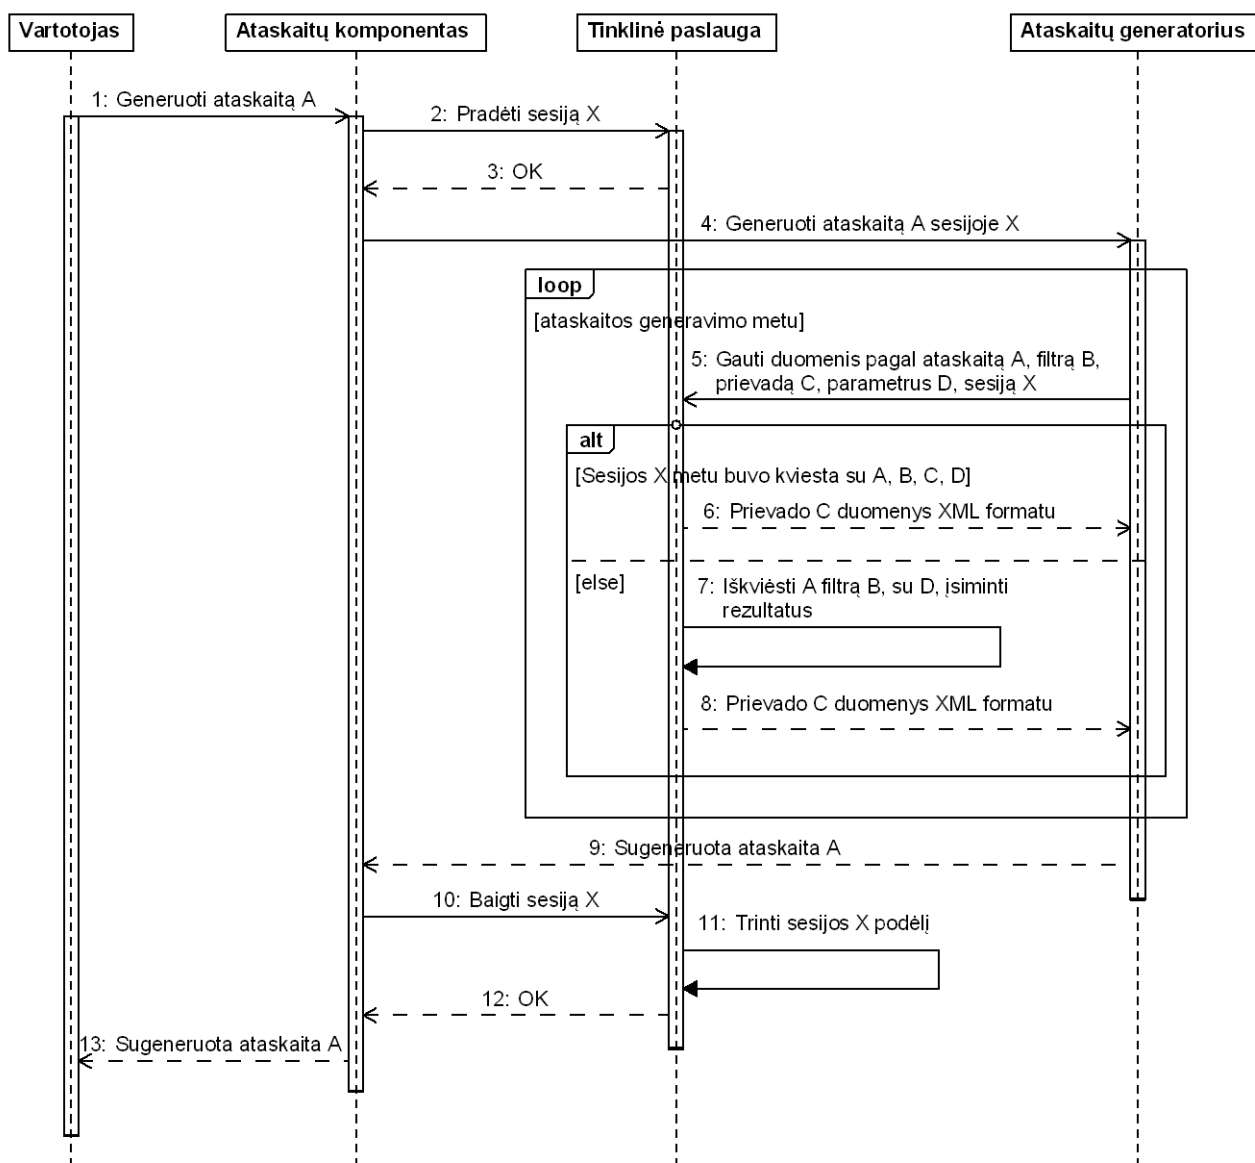 Vartotojas
Ataskaitų komponentas
Tinklinė paslauga
Ataskaitų generatorius
1: Generuoti ataskaitą A
2: Pradėti sesiją X
3: OK
4: Generuoti ataskaitą A sesijoje X
loop
[ataskaitos generavimo metu]
5: Gauti duomenis pagal ataskaitą A, filtrą B,
prievadą C, parametrus D, sesiją X
alt
[Sesijos X metu buvo kviesta su A, B, C, D]
6: Prievado C duomenys XML formatu
[else]
7: Iškviėsti A filtrą B, su D, įsiminti
rezultatus
8: Prievado C duomenys XML formatu
9: Sugeneruota ataskaita A
10: Baigti sesiją X
11: Trinti sesijos X podėlį
12: OK
13: Sugeneruota ataskaita A